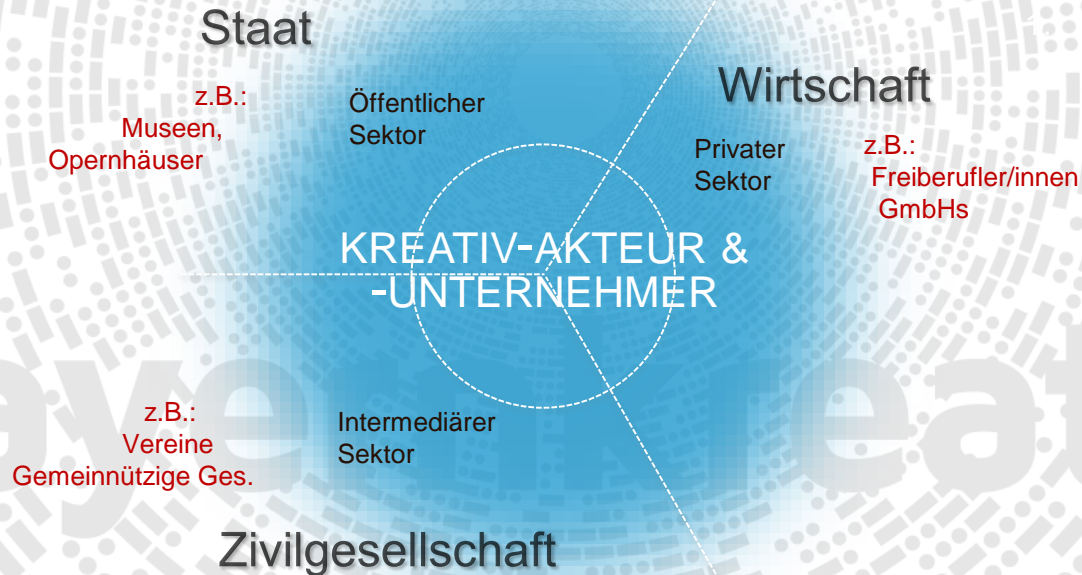 Staat
z.B.:
Museen,
Opernhäuser
Öffentlicher
Sektor
Wirtschaft
Privater
Sektor
z.B.:
Freiberufler/innen
GmbHs
KREATIV-AKTEUR &
-UNTERNEHMER
ayernkreat
z.B.:
Vereine
Gemeinnützige Ges.
Intermediärer
Sektor
Zivilgesellschaft